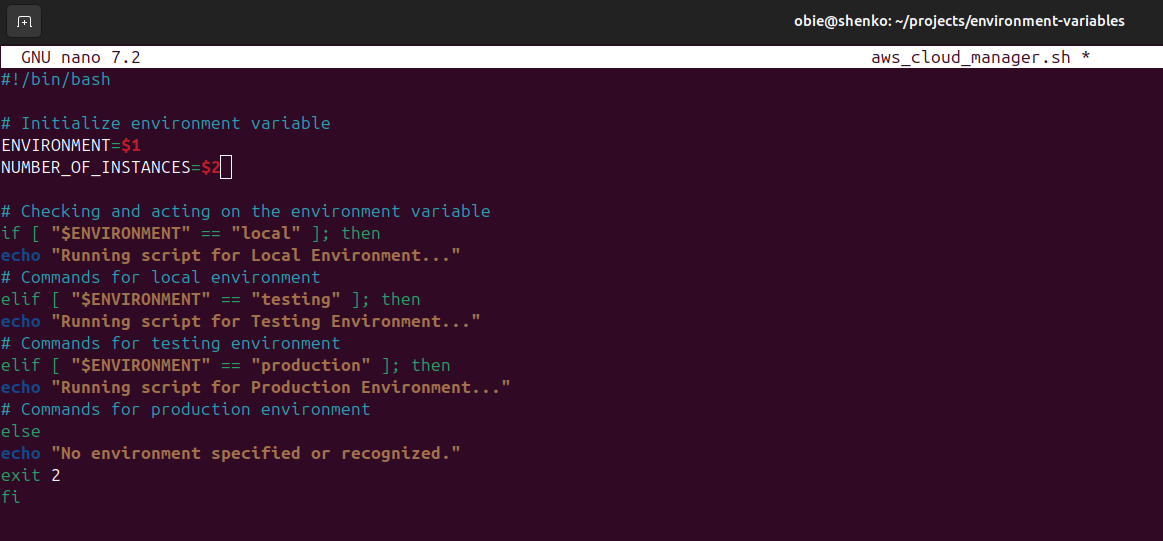 obie@shenko: ~/projects/environment-variables
GNU nano 7.2 aws_cloud_manager.sh *
#!/bin/bash
# Initialize environment variable
ENVIRONMENT=$1
NUMBER_OF_INSTANCES=$2
# Checking and acting on the environment variable
if [ "$ENVIRONMENT" == "local" ]; then
echo "Running script for Local Environment..."
# Commands for local environment
elif [ "$ENVIRONMENT" == "testing" ]; then
echo "Running script for Testing Environment..."
# Commands for testing environment
elif [ "$ENVIRONMENT" == "production" ]; then
echo "Running script for Production Environment..."
# Commands for production environment
else
echo "No environment specified or recognized."
exit 2
fi